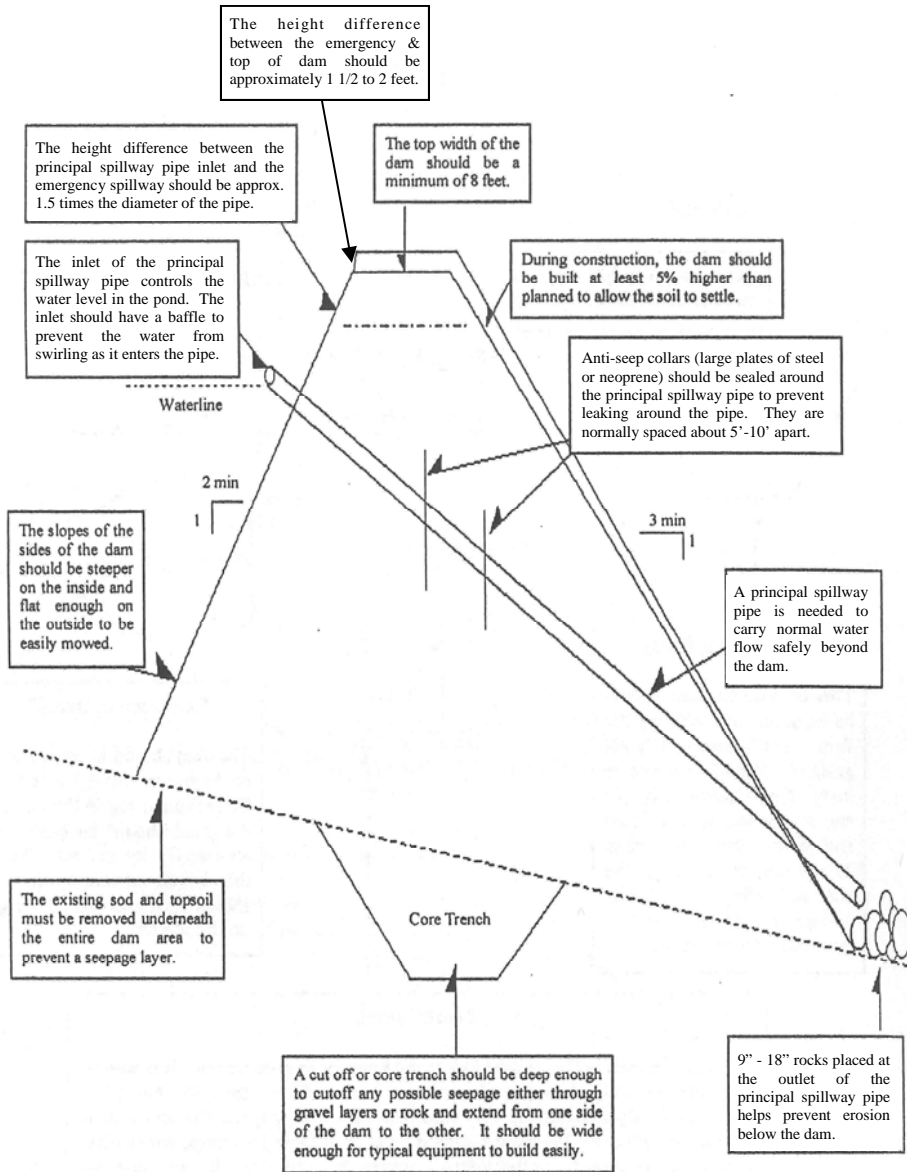 The height difference
between the emergency &
top of dam should be
approximately 1 1/2 to 2 feet.
The height difference between the
principal spillway pipe inlet and the
emergency spillway should be approx.
1.5 times the diameter of the pipe.
The top width of the
dam should be a
minimum of 8 feet.
The inlet of the principal
spillway pipe controls the
water level in the pond. The
inlet should have a baffle to
prevent the water from
swirling as it enters the pipe.
During construction, the dam should
be built at least 5% higher than
planned to allow the soil to settle.
Anti-seep collars (large plates of steel
or neoprene) should be sealed around
the principal spillway pipe to prevent
leaking around the pipe. They are
normally spaced about 5'-10' apart.
Waterline
2 min
1
3 min
1
The slopes of the
sides of the dam
should be steeper
on the inside and
flat enough on
the outside to be
easily mowed.
A principal spillway
pipe is needed to
carry normal water
flow safely beyond
the dam.
The existing sod and topsoil
must be removed underneath
the entire dam area to
prevent a seepage layer.
Core Trench
A cut off or core trench should be deep enough
to cutoff any possible seepage either through
gravel layers or rock and extend from one side
of the dam to the other. It should be wide
enough for typical equipment to build easily.
9” - 18” rocks placed at
the outlet of the
principal spillway pipe
helps prevent erosion
below the dam.